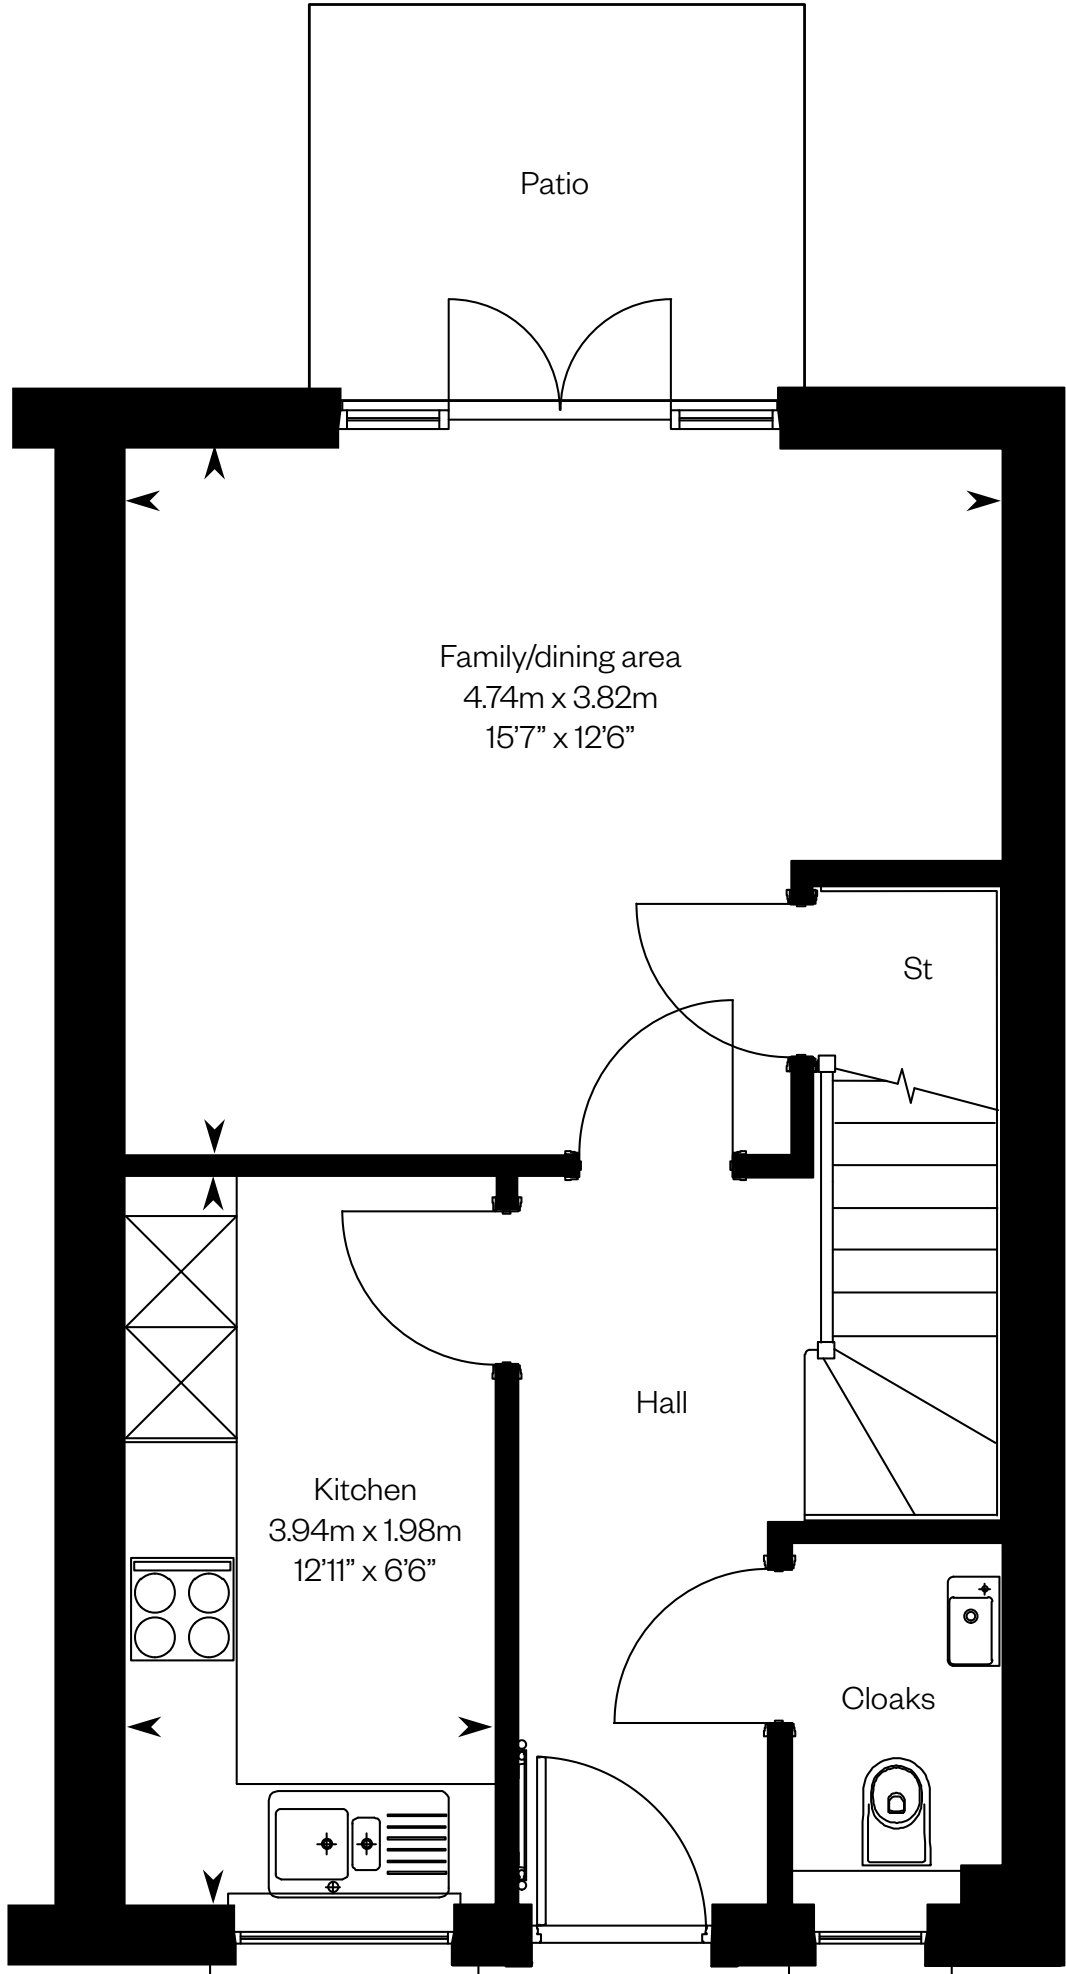 Patio
Family/dining area
4.74m x 3.82m
15’7” x 12’6”
St
Hall
Kitchen
3.94m x 1.98m
12’11” x 6’6”
Cloaks